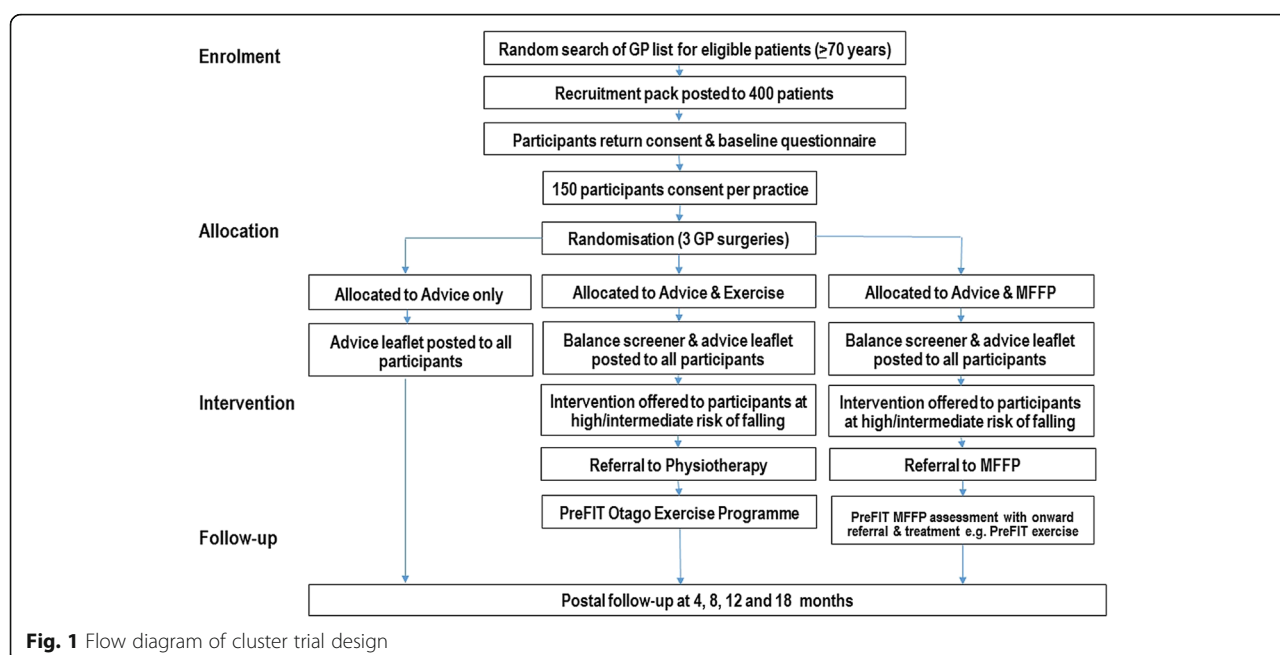 Enrolment
Random search of GP list for eligible patients (≥70 years)
Recruitment pack posted to 400 patients
Participants return consent & baseline questionnaire
150 participants consent per practice
Allocation
Randomisation (3 GP surgeries)
Allocated to Advice only
Allocated to Advice & Exercise
Allocated to Advice & MFFP
Advice leaflet posted to all
participants
Balance screener & advice leaflet
posted to all participants
Balance screener & advice leaflet
posted to all participants
Intervention
Intervention offered to participants at
high/intermediate risk of falling
Intervention offered to participants
at high/intermediate risk of falling
Referral to Physiotherapy
Referral to MFFP
PreFIT Otago Exercise Programme
PreFIT MFFP assessment with onward
referral & treatment e.g. PreFIT exercise
Follow-up
Postal follow-up at 4, 8, 12 and 18 months
Fig. 1 Flow diagram of cluster trial design